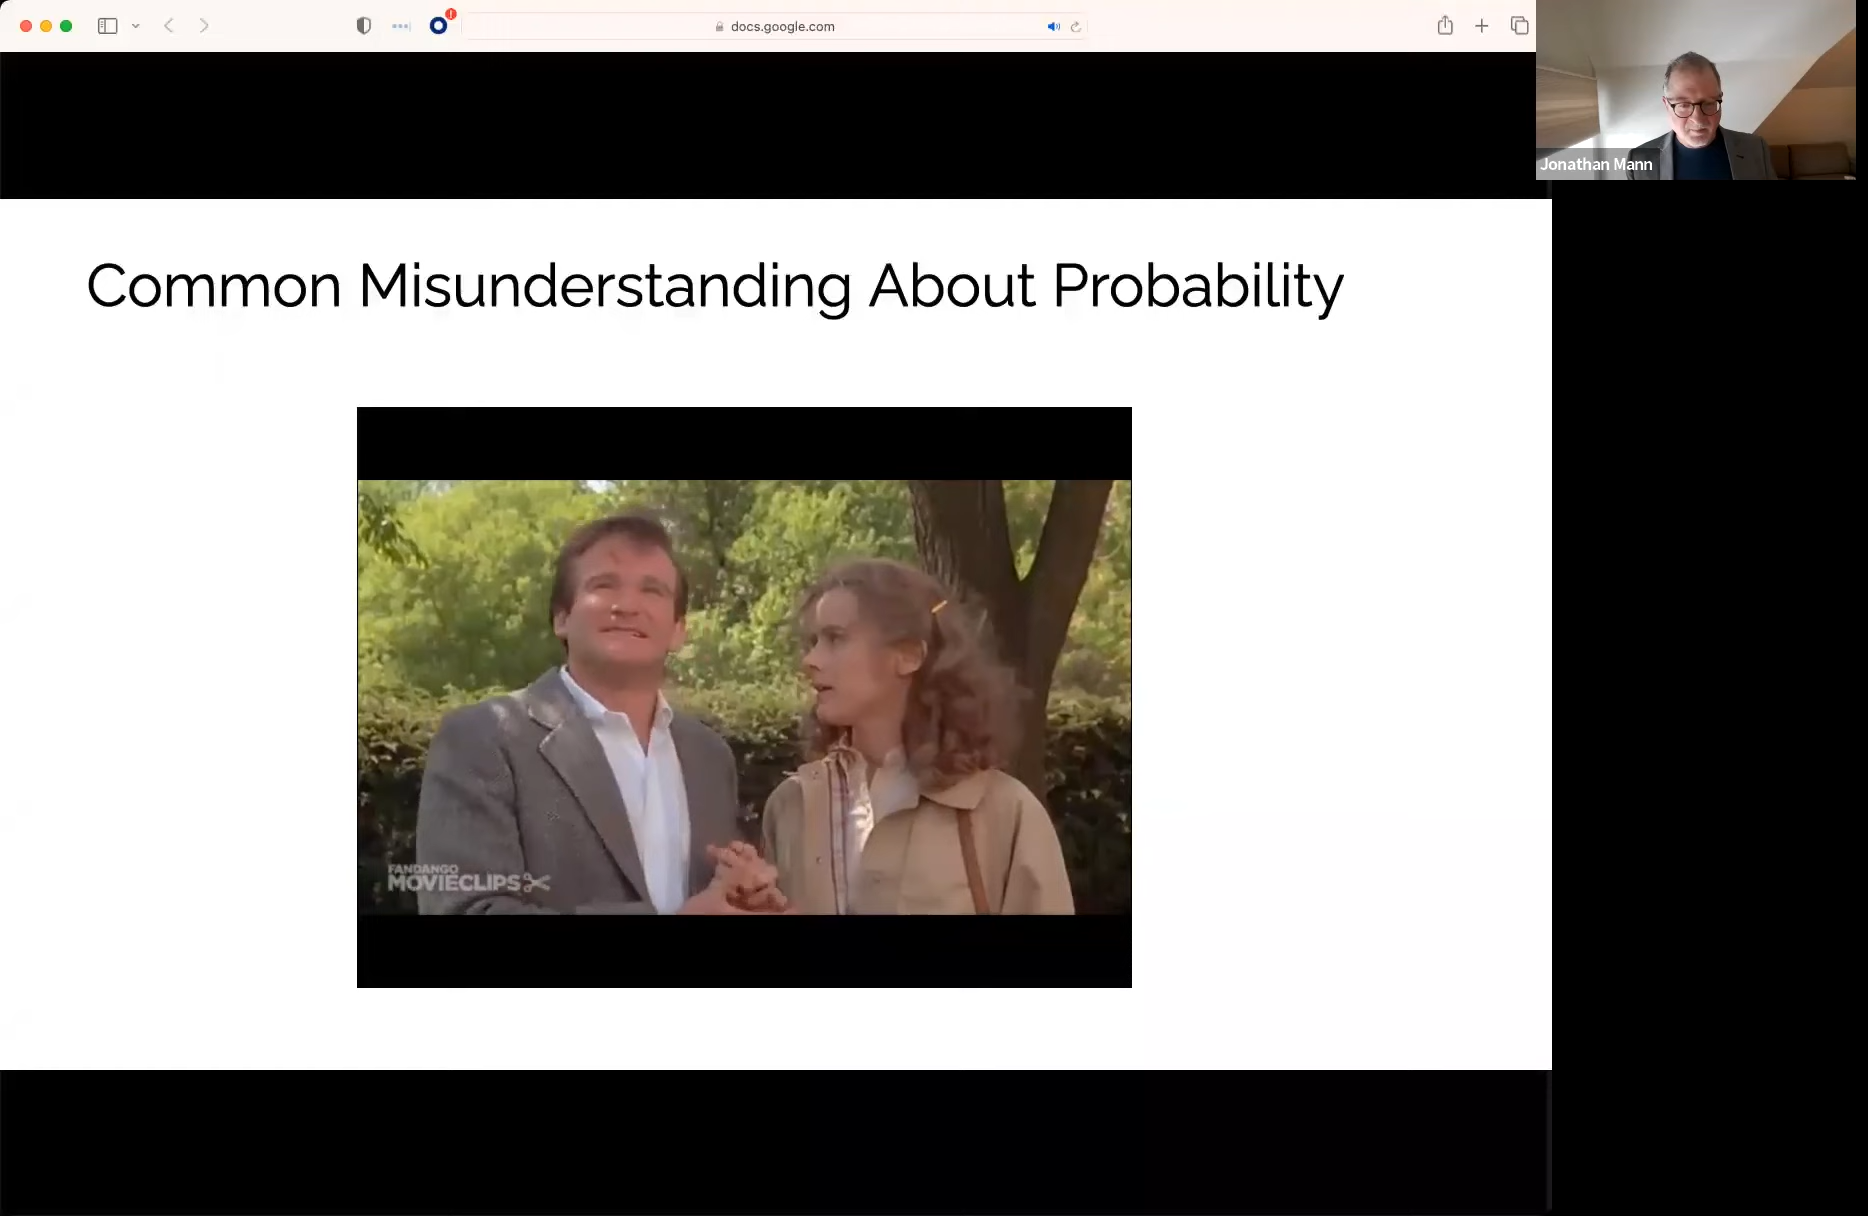 docs.google.com
Jonathan Mann
Common Misunderstanding About Probability
FANDANGO
MOVIECLIPS